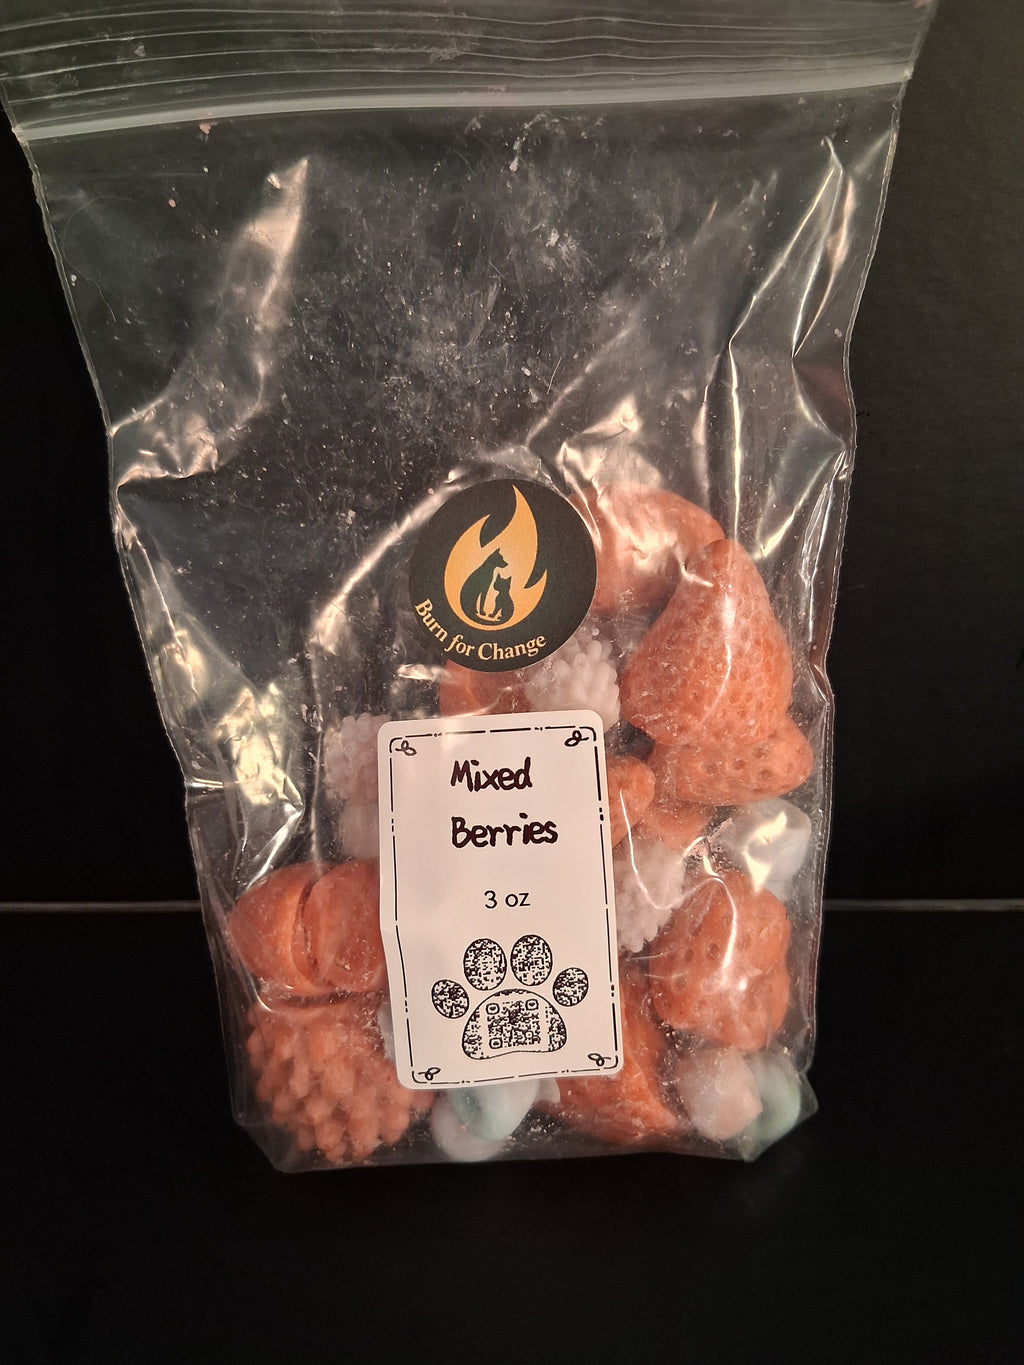 Burn for Change
Mixed
Berries
3 oz